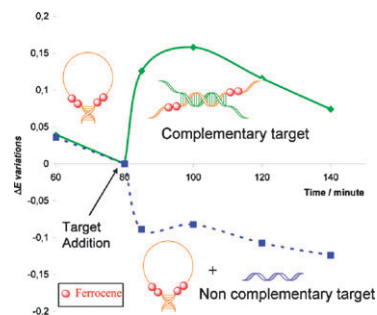 0,2
0,15
0,1
0,05
0
-0,05
-0,1
-0,15
-0,2
ΔE variations
60
80
100
120
140
Time / minute
Complementary target
Target
Addition
+
Ferrocene
Non complementary target